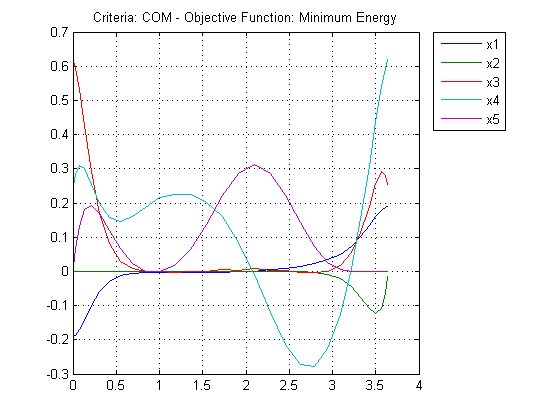 Criteria: COM - Objective Function: Minimum Energy
0.7
0.6
0.5
0.4
0.3
0.2
0.1
0
-0.1
-0.2
-0.3
0 0.5 1 1.5 2 2.5 3 3.5 4
x1
x2
x3
x4
x5